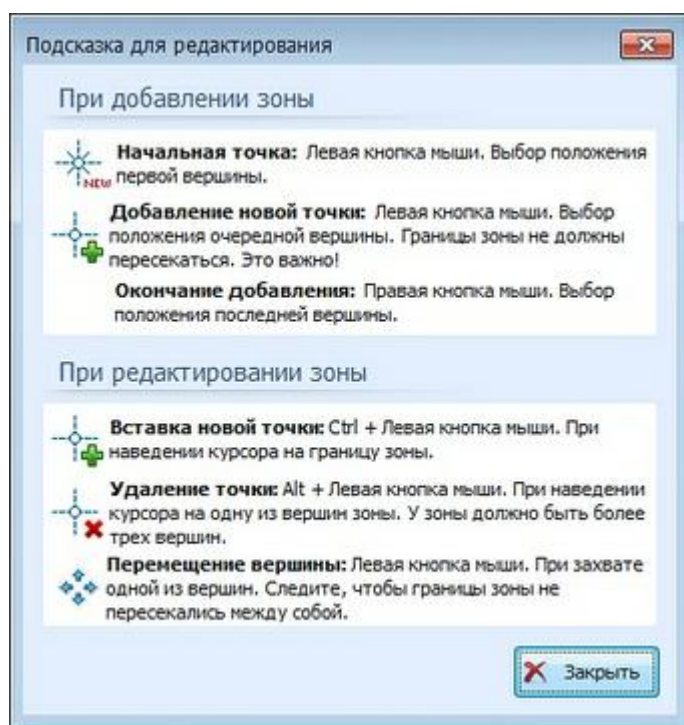 Подсказка для редактирования
При добавлении зоны
Начальная точка: Левая кнопка мыши. Выбор положения
NEW первой вершины.
Добавление новой точки: Левая кнопка мыши. Выбор
положения очередной вершины. Границы зоны не должны
пересекаться. Это важно!
Окончание добавления: Правая кнопка мыши. Выбор
положения последней вершины.
При редактировании зоны
Вставка новой точки: Ctrl + Левая кнопка мыши. При
наведении курсора на границу зоны.
Удаление точки: Alt + Левая кнопка мыши. При наведении
курсора на одну из вершин зоны. У зоны должно быть более
трех вершин.
Перемещение вершины: Левая кнопка мыши. При захвате
одной из вершин. Следите, чтобы границы зоны не
пересекались между собой.
Закрыть